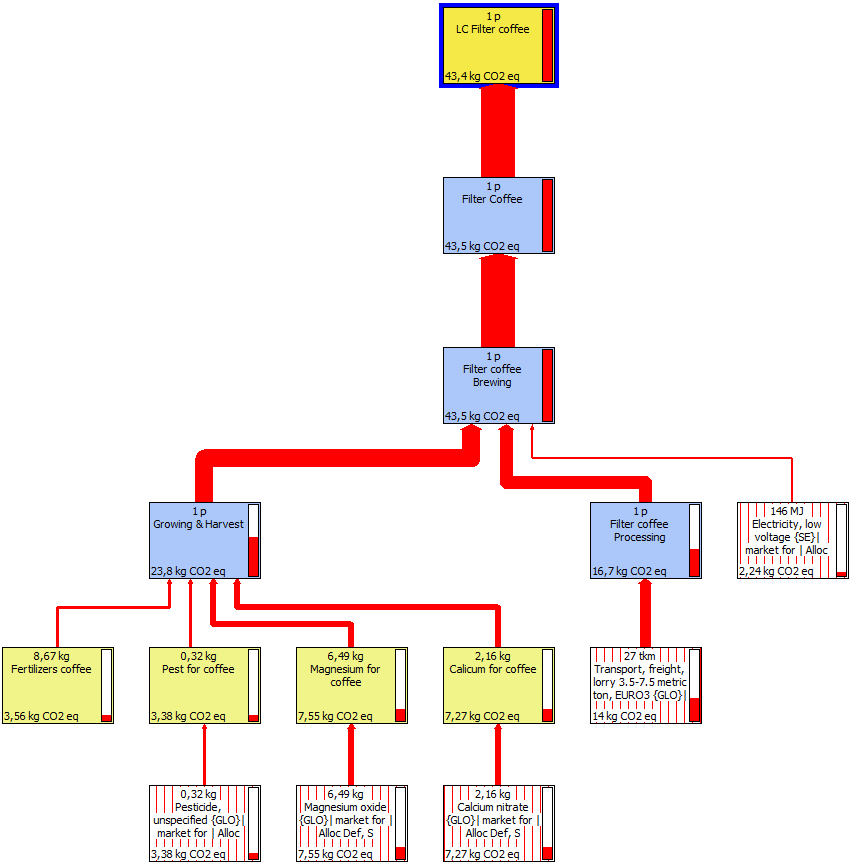 1 p
LC Filter coffee
43,4 kg CO2 eq
1 p
Filter Coffee
43,5 kg CO2 eq
1 p
Filter coffee
Brewing
43,5 kg CO2 eq
1 p
Growing & Harvest
23,8 kg CO2 eq
1 p
Filter coffee
Processing
16,7 kg CO2 eq
146 MJ
Electricity, low
voltage {SE}|
market for | Alloc
2,24 kg CO2 eq
8,67 kg
Fertilizers coffee
3,56 kg CO2 eq
0,32 kg
Pest for coffee
3,38 kg CO2 eq
6,49 kg
Magnesium for
coffee
7,55 kg CO2 eq
2,16 kg
Calicum for coffee
7,27 kg CO2 eq
27 tkm
Transport, freight,
lorry 3.5-7.5 metric
ton, EURO3 {GLO}|
14 kg CO2 eq
0,32 kg
Pesticide,
unspecified {GLO}|
market for | Alloc
3,38 kg CO2 eq
6,49 kg
Magnesium oxide
{GLO}| market for |
Alloc Def, S
7,55 kg CO2 eq
2,16 kg
Calcium nitrate
{GLO}| market for |
Alloc Def, S
7,27 kg CO2 eq